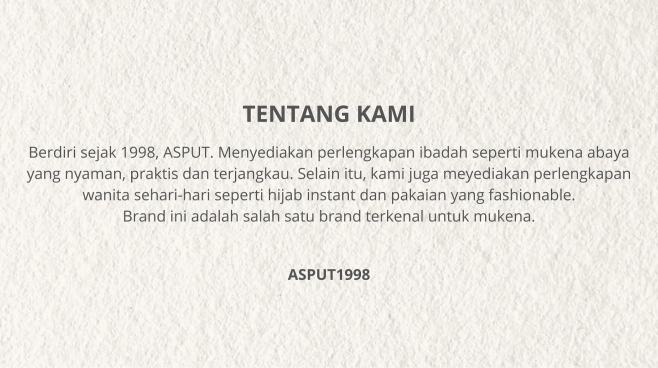 TENTANG KAMI
Berdiri sejak 1998, ASPUT. Menyediakan perlengkapan ibadah seperti mukena abaya
yang nyaman, praktis dan terjangkau. Selain itu, kami juga meyediakan perlengkapan
wanita sehari-hari seperti hijab instant dan pakaian yang fashionable.
Brand ini adalah salah satu brand terkenal untuk mukena.
ASPUT1998